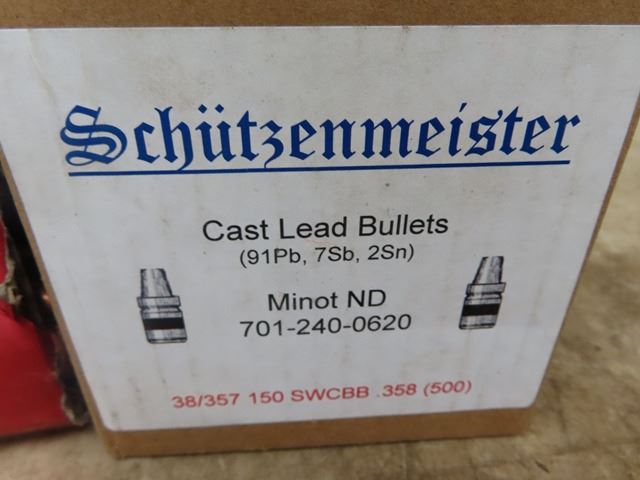 Schützenmeister
Cast Lead Bullets
(91Pb, 7Sb, 2Sn)
Minot ND
701-240-0620
38/357 150 SWCBB .358 (500)